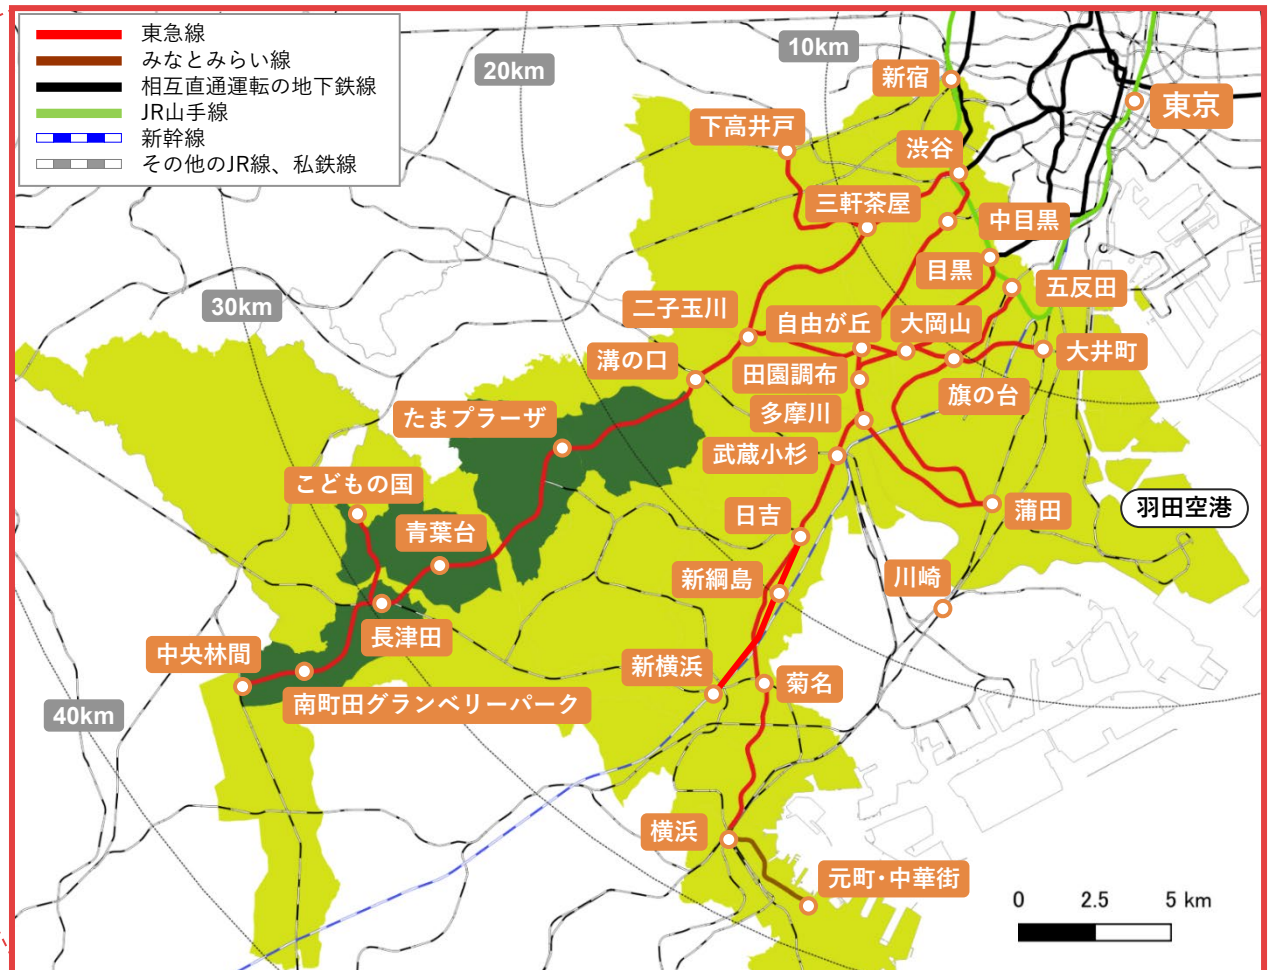 東急線
みなとみらい線
相互直通運転の地下鉄線
JR山手線
新幹線
その他のJR線、私鉄線
10km
20km
30km
40km
新宿
東京
下高井戸
渋谷
三軒茶屋
中目黒
目黒
五反田
二子玉川
自由が丘
大岡山
大井町
溝の口
田園調布
旗の台
たまプラーザ
多摩川
武蔵小杉
こどもの国
日吉
蒲田
羽田空港
青葉台
新綱島
川崎
長津田
中央林間
新横浜
菊名
南町田グランベリーパーク
横浜
元町・中華街
0 2.5 5 km